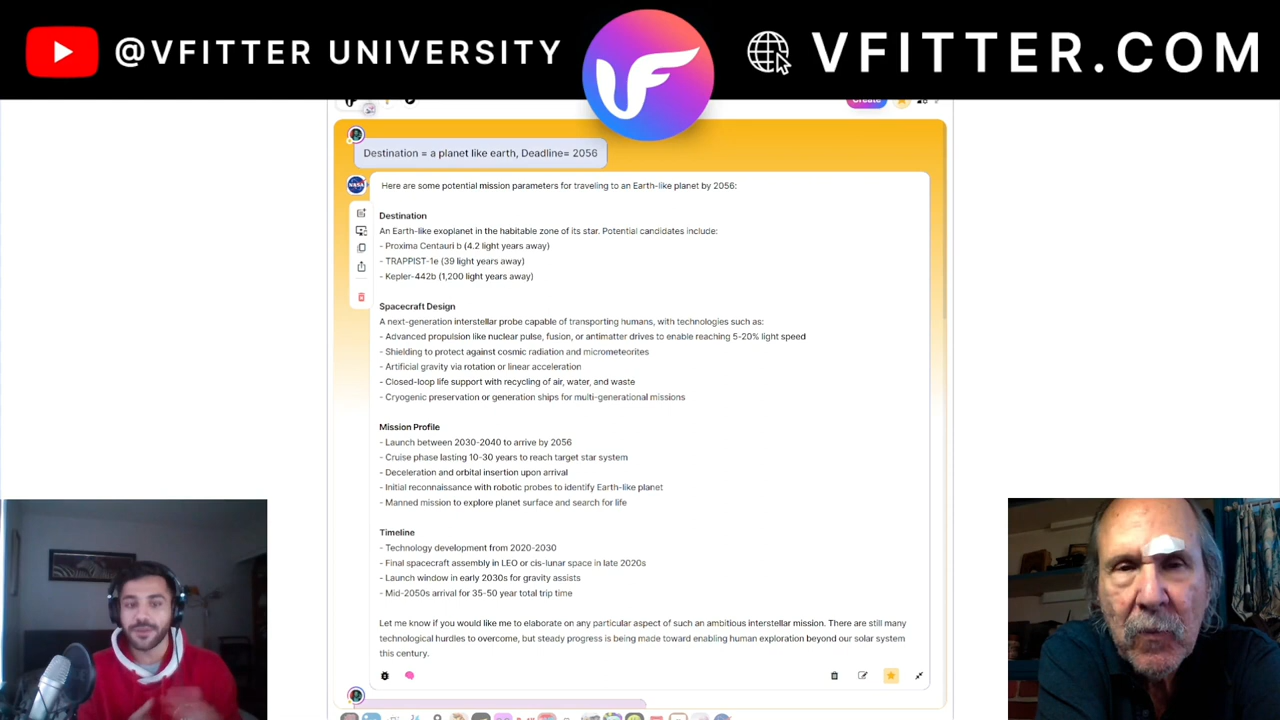 @VFITTER UNIVERSITY
VFITTER.COM
Create
Destination = a planet like earth, Deadline= 2056
NASA
Here are some potential mission parameters for traveling to an Earth-like planet by 2056:
Destination
An Earth-like exoplanet in the habitable zone of its star. Potential candidates include:
- Proxima Centauri b (4.2 light years away)
- TRAPPIST-1e (39 light years away)
- Kepler-442b (1,200 light years away)
Spacecraft Design
A next-generation interstellar probe capable of transporting humans, with technologies such as:
- Advanced propulsion like nuclear pulse, fusion, or antimatter drives to enable reaching 5-20% light speed
- Shielding to protect against cosmic radiation and micrometeorites
- Artificial gravity via rotation or linear acceleration
- Closed-loop life support with recycling of air, water, and waste
- Cryogenic preservation or generation ships for multi-generational missions
Mission Profile
- Launch between 2030-2040 to arrive by 2056
- Cruise phase lasting 10-30 years to reach target star system
- Deceleration and orbital insertion upon arrival
- Initial reconnaissance with robotic probes to identify Earth-like planet
- Manned mission to explore planet surface and search for life
Timeline
- Technology development from 2020-2030
- Final spacecraft assembly in LEO or cis-lunar space in late 2020s
- Launch window in early 2030s for gravity assists
- Mid-2050s arrival for 35-50 year total trip time
Let me know if you would like me to elaborate on any particular aspect of such an ambitious interstellar mission. There are still many
technological hurdles to overcome, but steady progress is being made toward enabling human exploration beyond our solar system
this century.